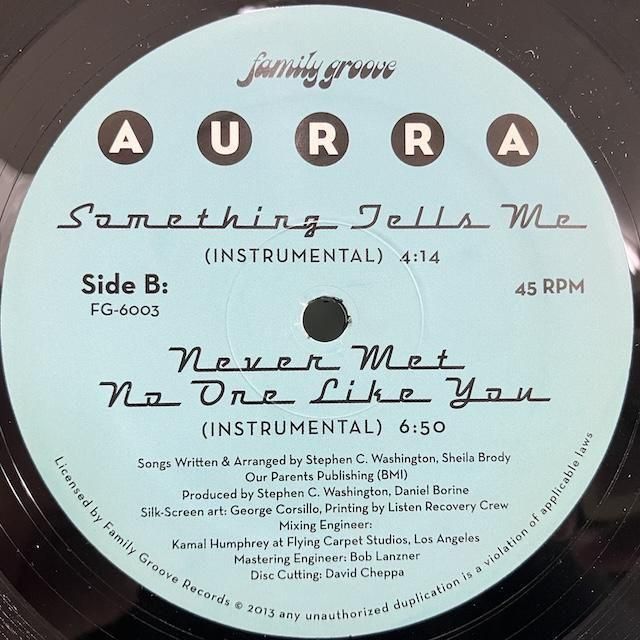 family groove
AURRA
Something Tells Me
(INSTRUMENTAL) 4:14
Side B:
FG-6003
45 RPM
Never Met
No One Like You
(INSTRUMENTAL) 6:50
Songs Written & Arranged by Stephen C. Washington, Sheila Brody
Our Parents Publishing (BMI)
Produced by Stephen C. Washington, Daniel Borine
Silk-Screen art: George Corsillo, Printing by Listen Recovery Crew
Mixing Engineer:
Kamal Humphrey at Flying Carpet Studios, Los Angeles
Mastering Engineer: Bob Lanzner
Disc Cutting: David Cheppa
Licensed by Family Groove Records © 2013 any unauthorized duplication is a violation of applicable laws